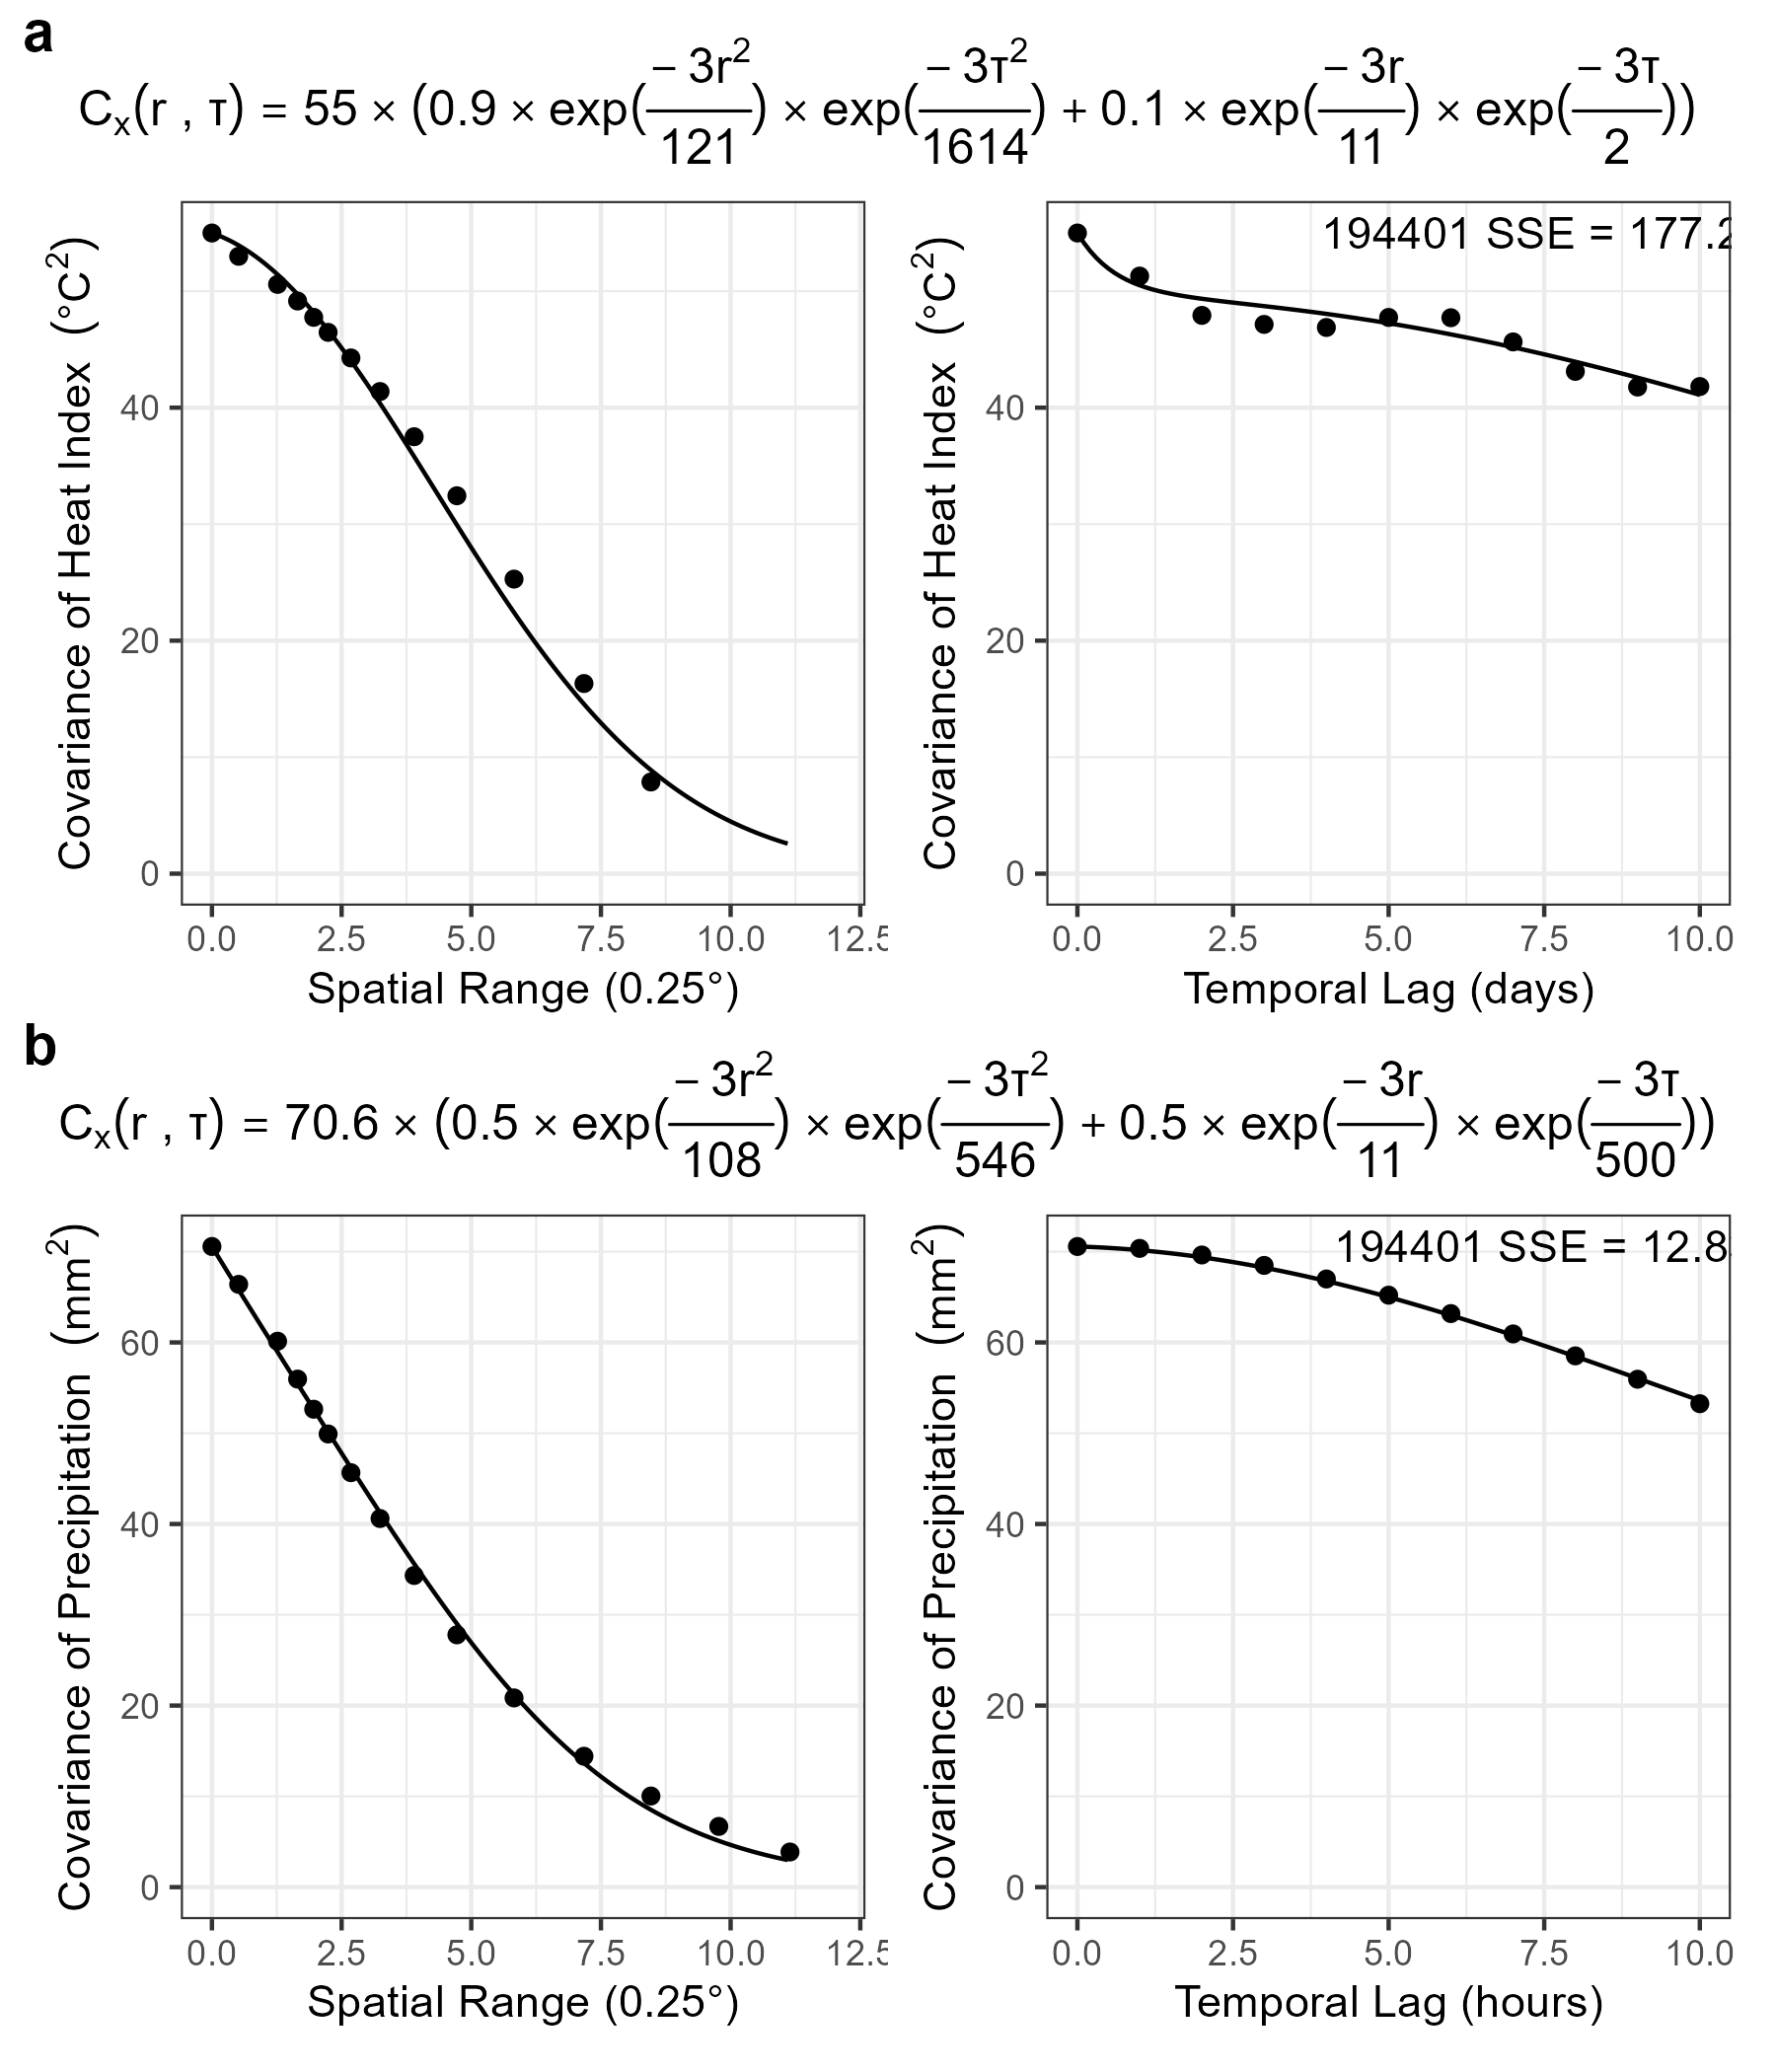 a
Cₓ(r , τ) = 55 × (0.9 × exp(− 3r²/121) × exp(− 3τ²/1614) + 0.1 × exp(− 3r/11) × exp(− 3τ/2))
Covariance of Heat Index (°C²)
40
20
0
0.0 2.5 5.0 7.5 10.0 12.5
Spatial Range (0.25°)
194401 SSE = 177.2
Covariance of Heat Index (°C²)
40
20
0
0.0 2.5 5.0 7.5 10.0
Temporal Lag (days)
b
Cₓ(r , τ) = 70.6 × (0.5 × exp(− 3r²/108) × exp(− 3τ²/546) + 0.5 × exp(− 3r/11) × exp(− 3τ/500))
Covariance of Precipitation (mm²)
60
40
20
0
0.0 2.5 5.0 7.5 10.0 12.5
Spatial Range (0.25°)
194401 SSE = 12.8
Covariance of Precipitation (mm²)
60
40
20
0
0.0 2.5 5.0 7.5 10.0
Temporal Lag (hours)